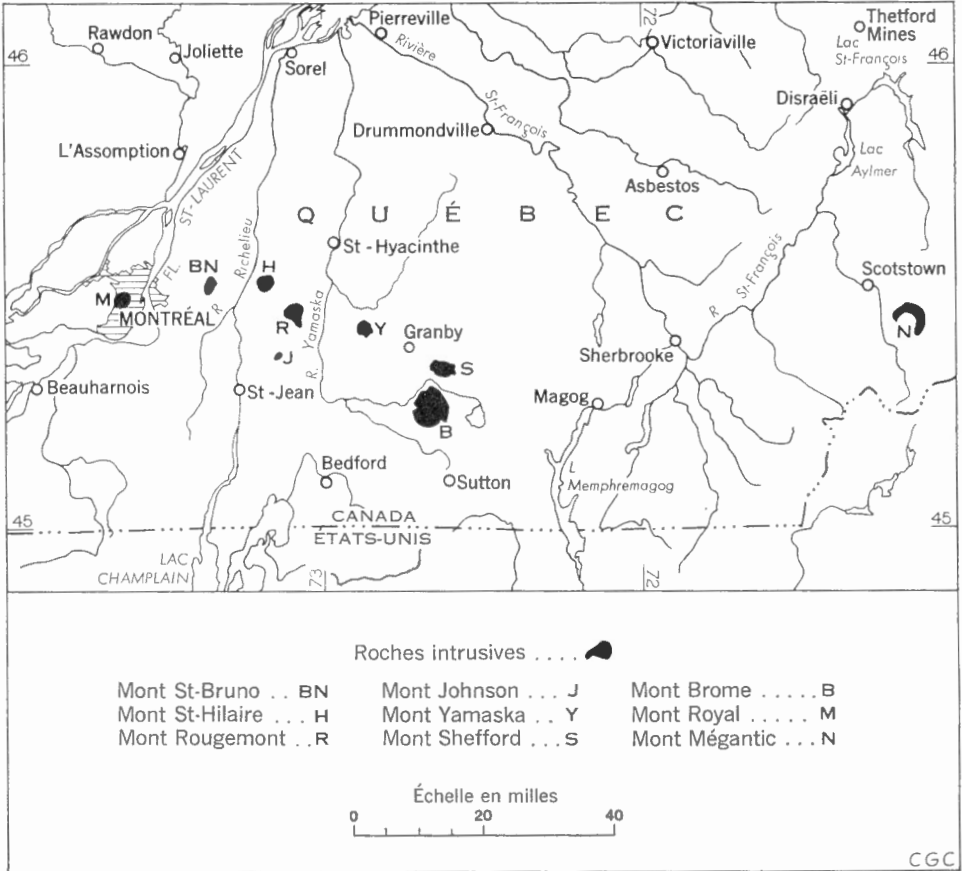 Rawdon
Joliette
Pierreville
72
Victoriaville
Thetford
Mines
46
46
Sorel
Rivière
St-François
Lac
St-François
Disraëli
Drummondville
L'Assomption
ST-LAURENT
FL.
Asbestos
Lac
Aylmer
QUÉBEC
St-Hyacinthe
Richelieu
R.
BN
H
M
MONTRÉAL
R
Yamaska
R.
Y
Granby
J
S
St-François
R
Scotstown
N
Sherbrooke
Beauharnois
St-Jean
Magog
B
Bedford
Sutton
L.
Memphremagog
45
45
CANADA
ÉTATS-UNIS
LAC
CHAMPLAIN
73
72
Roches intrusives ....
Mont St-Bruno .. BN Mont Johnson ... J Mont Brome ..... B
Mont St-Hilaire ... H Mont Yamaska .. Y Mont Royal ..... M
Mont Rougemont .. R Mont Shefford ... S Mont Mégantic ... N
Échelle en milles
0 20 40
CGC